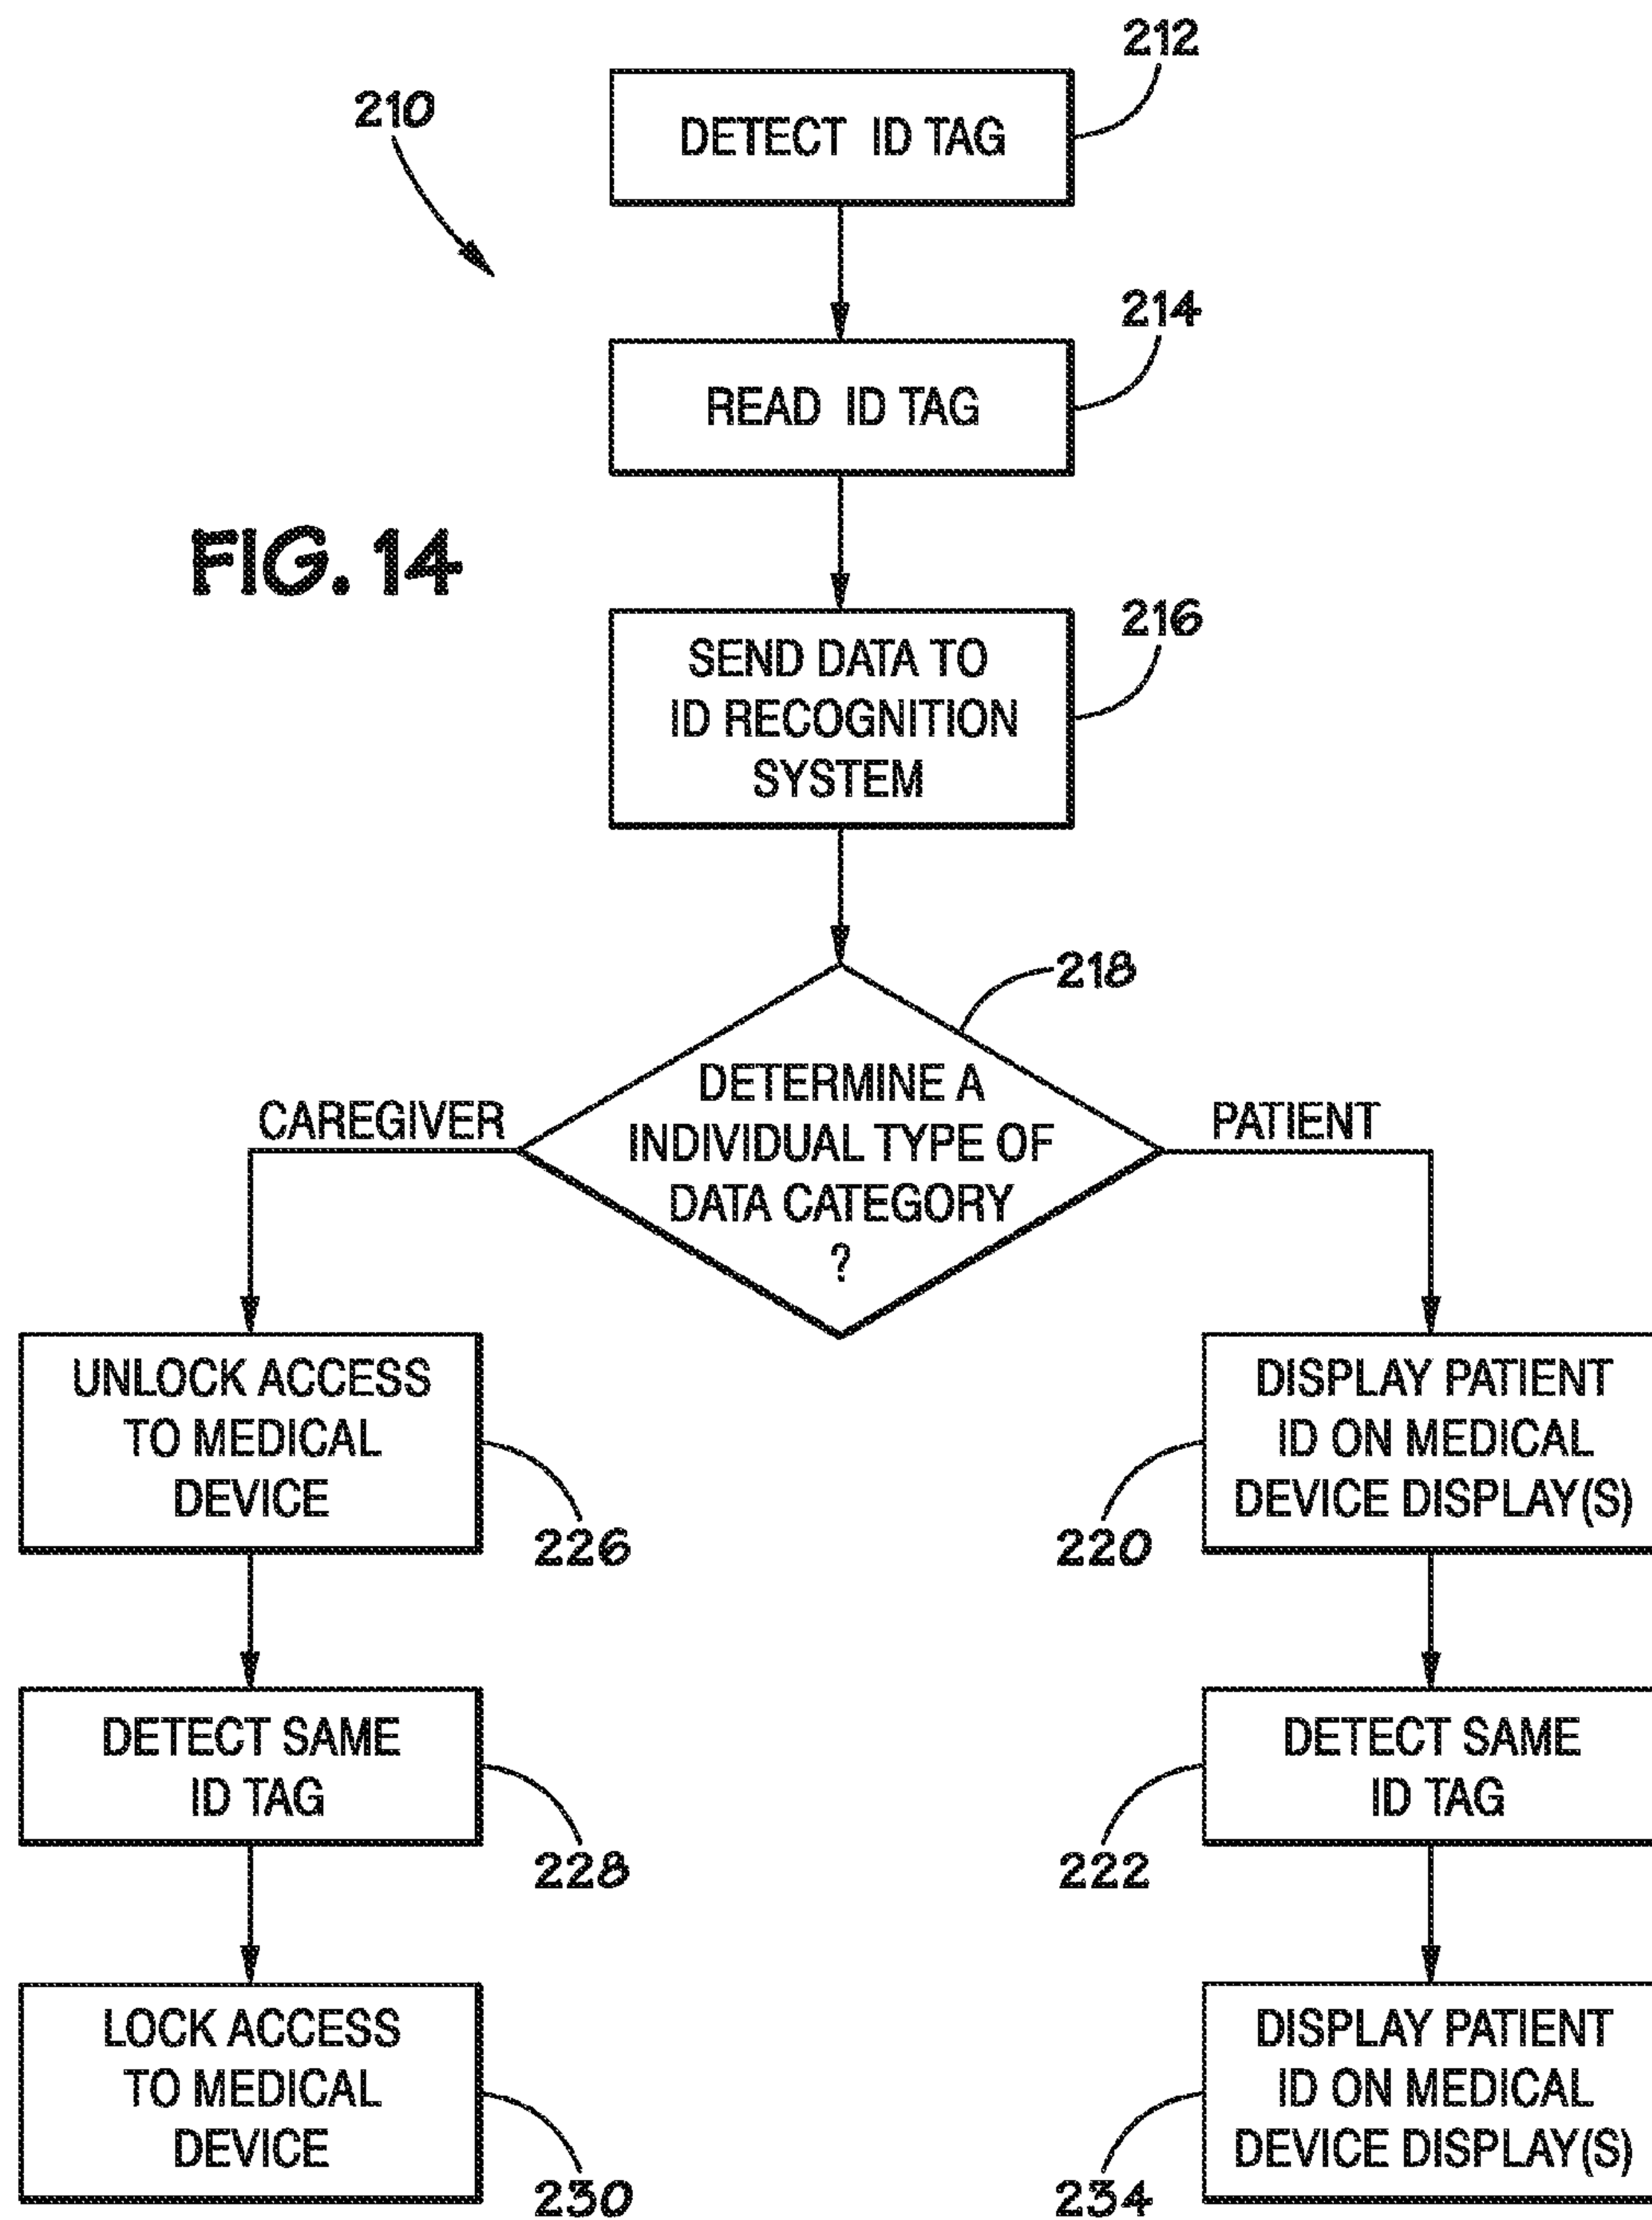 212
210
DETECT ID TAG
214
READ ID TAG
FIG. 14
216
SEND DATA TO
ID RECOGNITION
SYSTEM
218
DETERMINE A
INDIVIDUAL TYPE OF
DATA CATEGORY
?
CAREGIVER
PATIENT
UNLOCK ACCESS
TO MEDICAL
DEVICE
226
DISPLAY PATIENT
ID ON MEDICAL
DEVICE DISPLAY(S)
220
DETECT SAME
ID TAG
228
DETECT SAME
ID TAG
222
LOCK ACCESS
TO MEDICAL
DEVICE
230
DISPLAY PATIENT
ID ON MEDICAL
DEVICE DISPLAY(S)
234